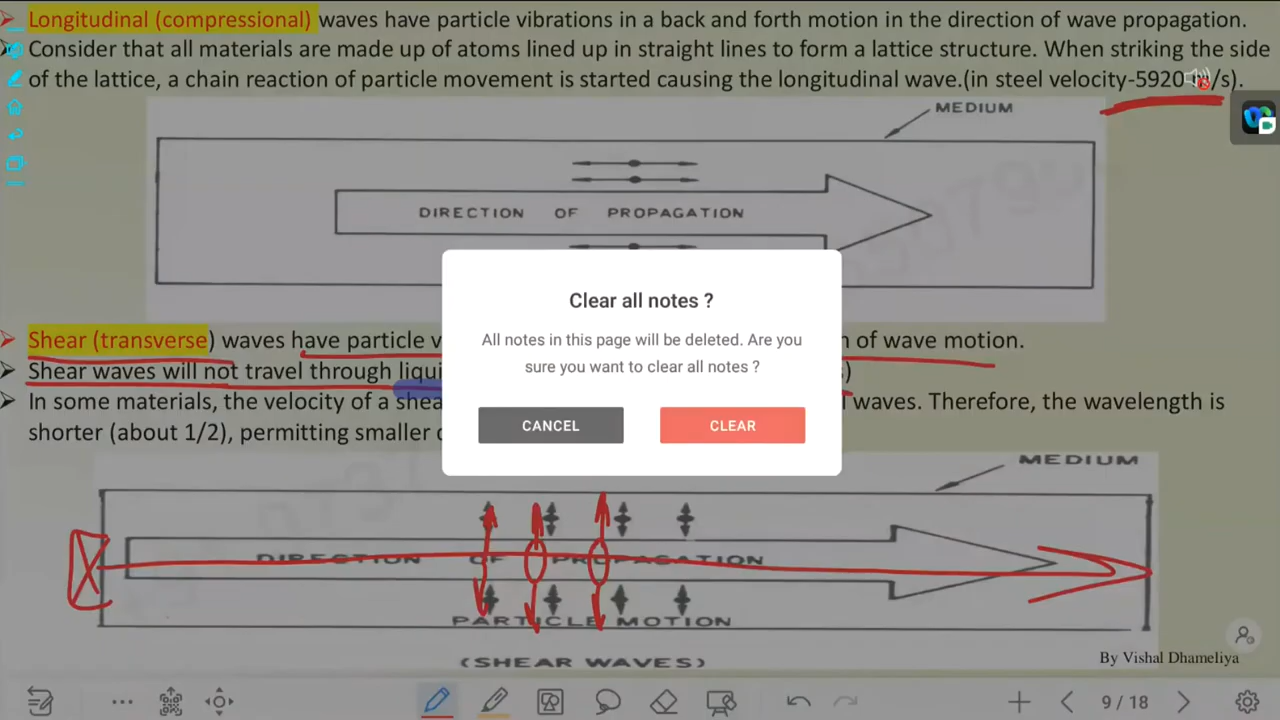 Longitudinal (compressional) waves have particle vibrations in a back and forth motion in the direction of wave propagation.
Consider that all materials are made up of atoms lined up in straight lines to form a lattice structure. When striking the side
of the lattice, a chain reaction of particle movement is started causing the longitudinal wave.(in steel velocity-5920 /s).
MEDIUM
DIRECTION OF PROPAGATION
Clear all notes ?
All notes in this page will be deleted. Are you
sure you want to clear all notes ?
CANCEL CLEAR
Shear (transverse) waves have particle v of wave motion.
Shear waves will not travel through liqui )
In some materials, the velocity of a shea waves. Therefore, the wavelength is
shorter (about 1/2), permitting smaller
MEDIUM
DIRECTION OF PROPAGATION
PARTICLE MOTION
(SHEAR WAVES)
By Vishal Dhameliya
9 / 18